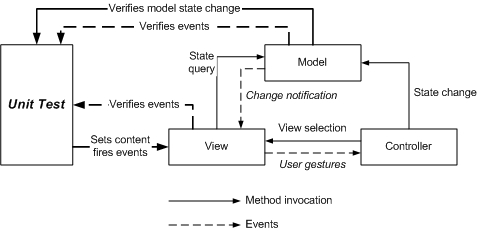 Verifies model state change
Verifies events
State
query
Model
Unit Test
Change notification
State change
Verifies events
Sets content
fires events
View
View selection
Controller
User gestures
Method invocation
Events